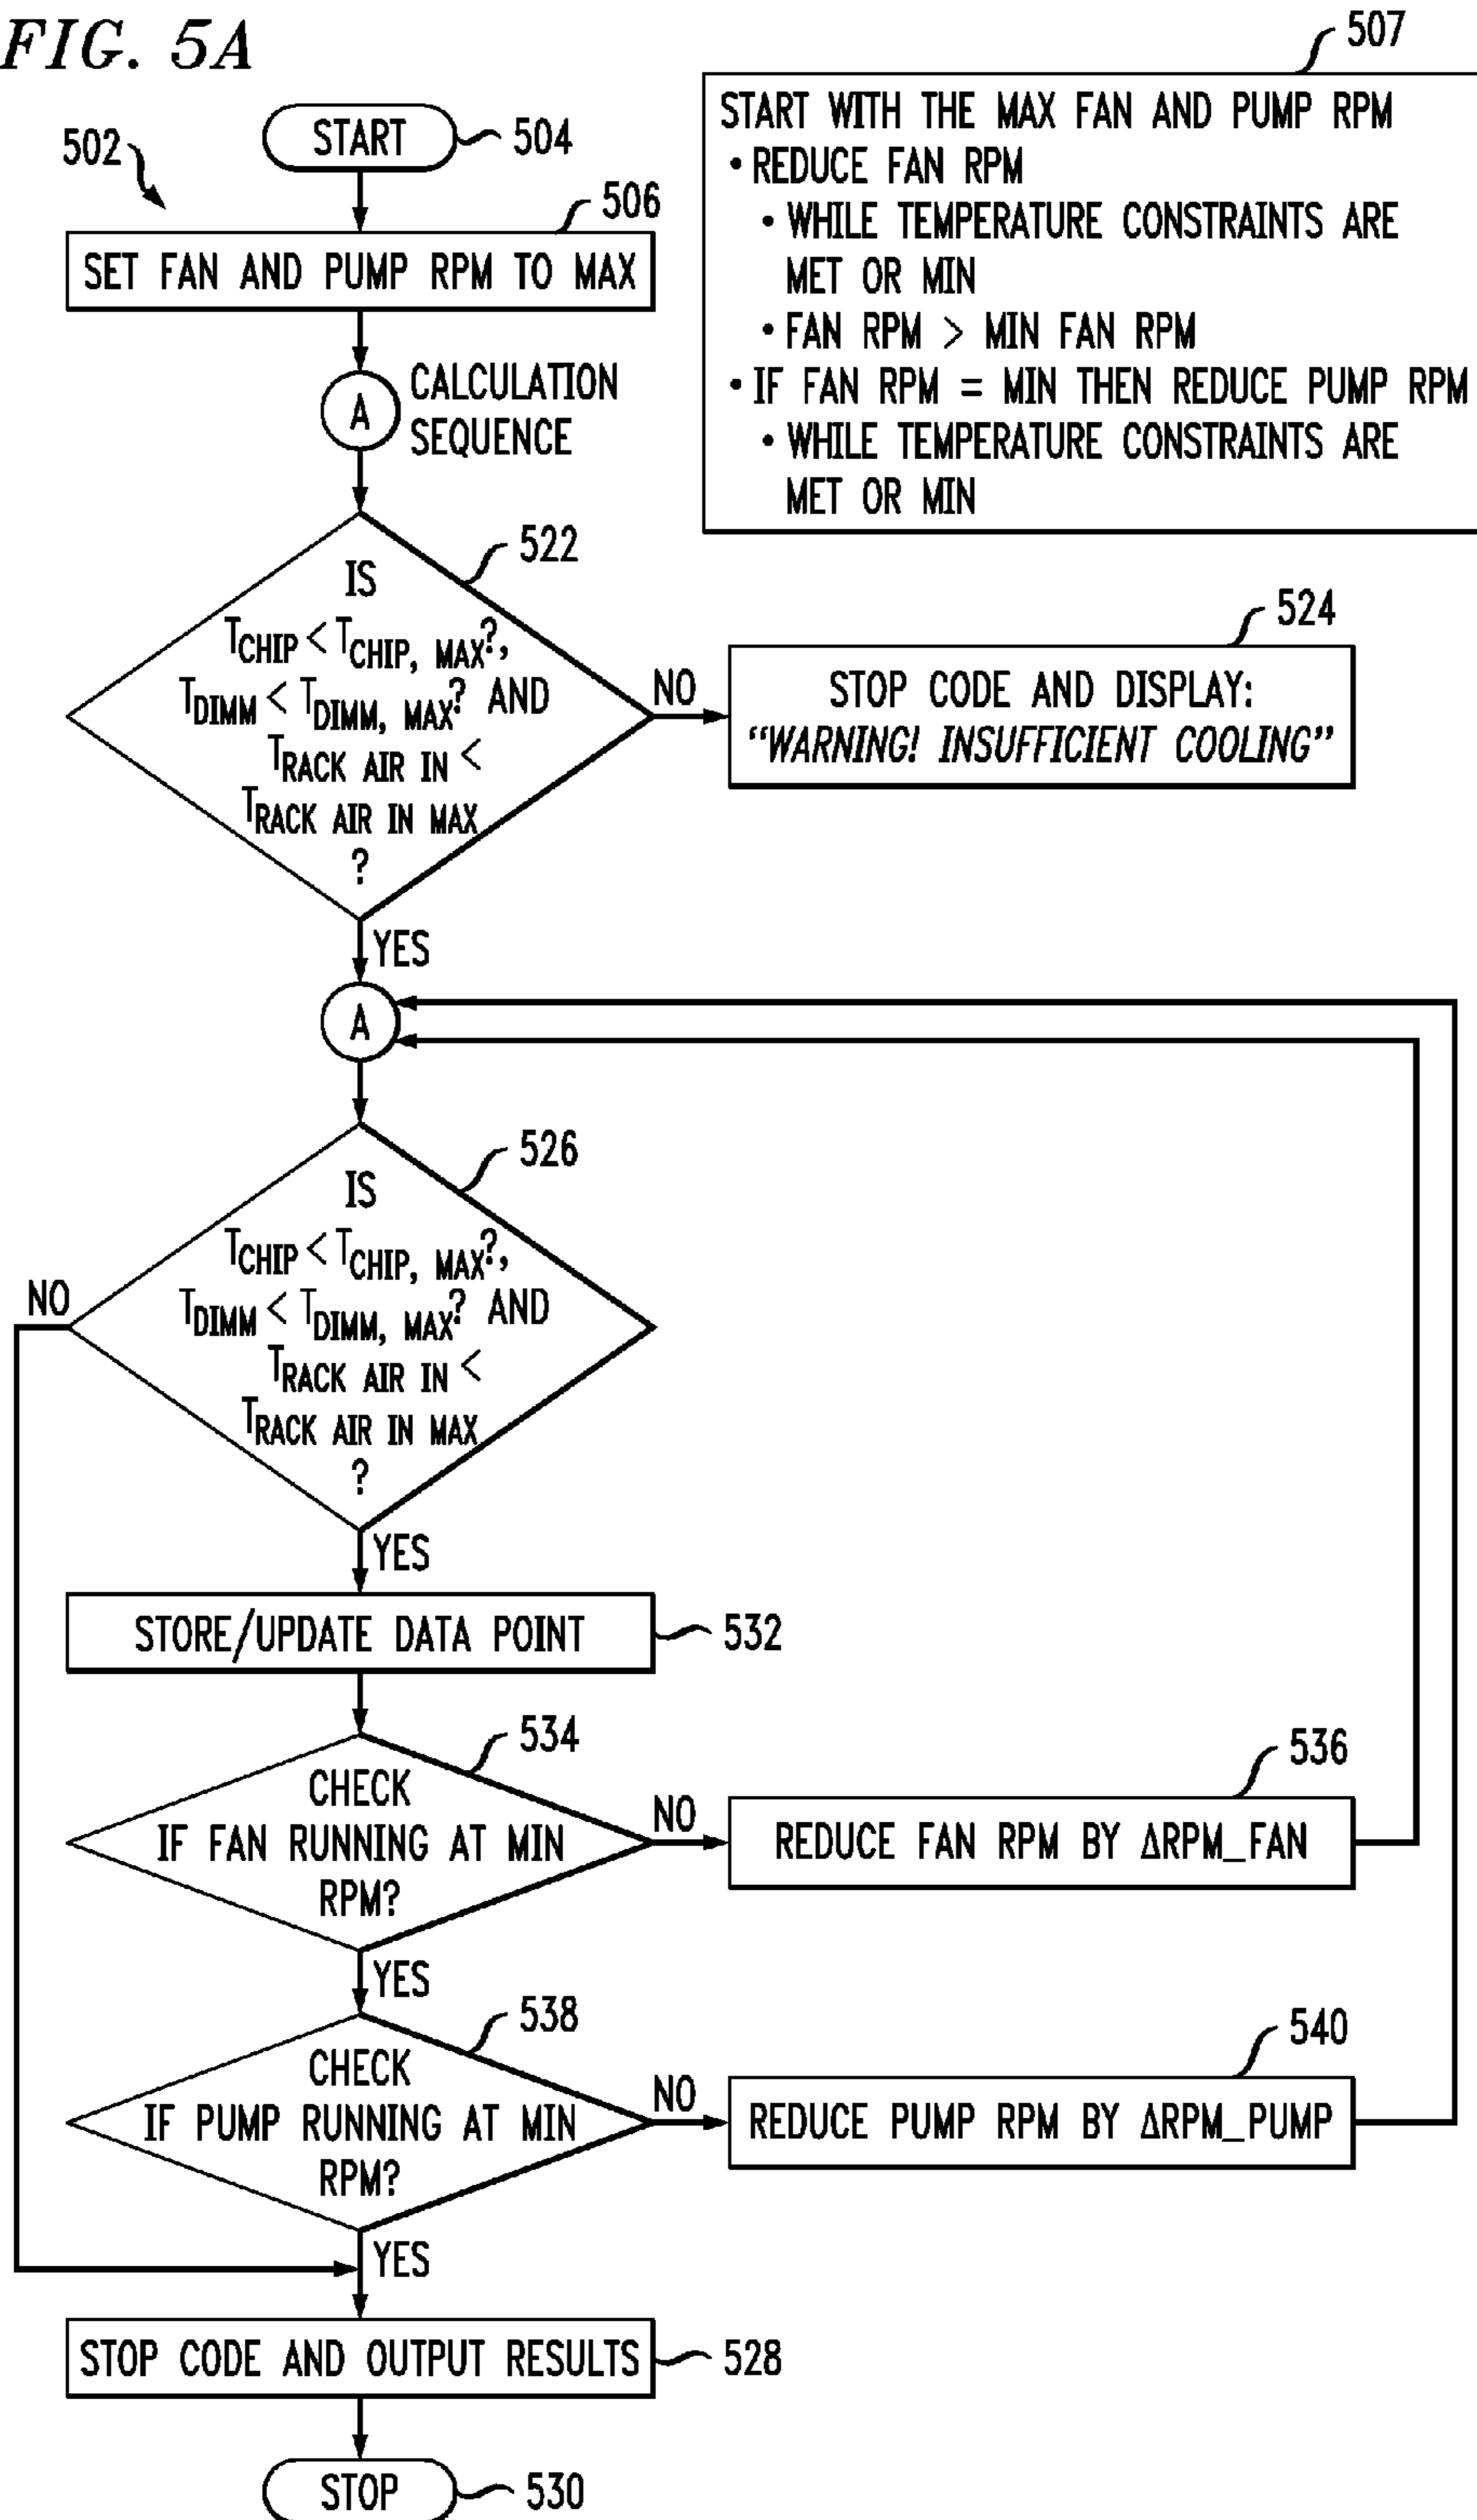 FIG. 5A
502
START
504
506
SET FAN AND PUMP RPM TO MAX
507
START WITH THE MAX FAN AND PUMP RPM
• REDUCE FAN RPM
• WHILE TEMPERATURE CONSTRAINTS ARE
MET OR MIN
• FAN RPM > MIN FAN RPM
• IF FAN RPM = MIN THEN REDUCE PUMP RPM
• WHILE TEMPERATURE CONSTRAINTS ARE
MET OR MIN
A
CALCULATION
SEQUENCE
522
IS
TCHIP < TCHIP, MAX?,
TDIMM < TDIMM, MAX? AND
TRACK AIR IN <
TRACK AIR IN MAX
?
NO
524
STOP CODE AND DISPLAY:
“WARNING! INSUFFICIENT COOLING”
YES
A
526
IS
TCHIP < TCHIP, MAX?,
TDIMM < TDIMM, MAX? AND
TRACK AIR IN <
TRACK AIR IN MAX
?
NO
YES
STORE/UPDATE DATA POINT
532
534
CHECK
IF FAN RUNNING AT MIN
RPM?
NO
536
REDUCE FAN RPM BY ΔRPM_FAN
YES
538
CHECK
IF PUMP RUNNING AT MIN
RPM?
NO
540
REDUCE PUMP RPM BY ΔRPM_PUMP
YES
STOP CODE AND OUTPUT RESULTS
528
STOP
530